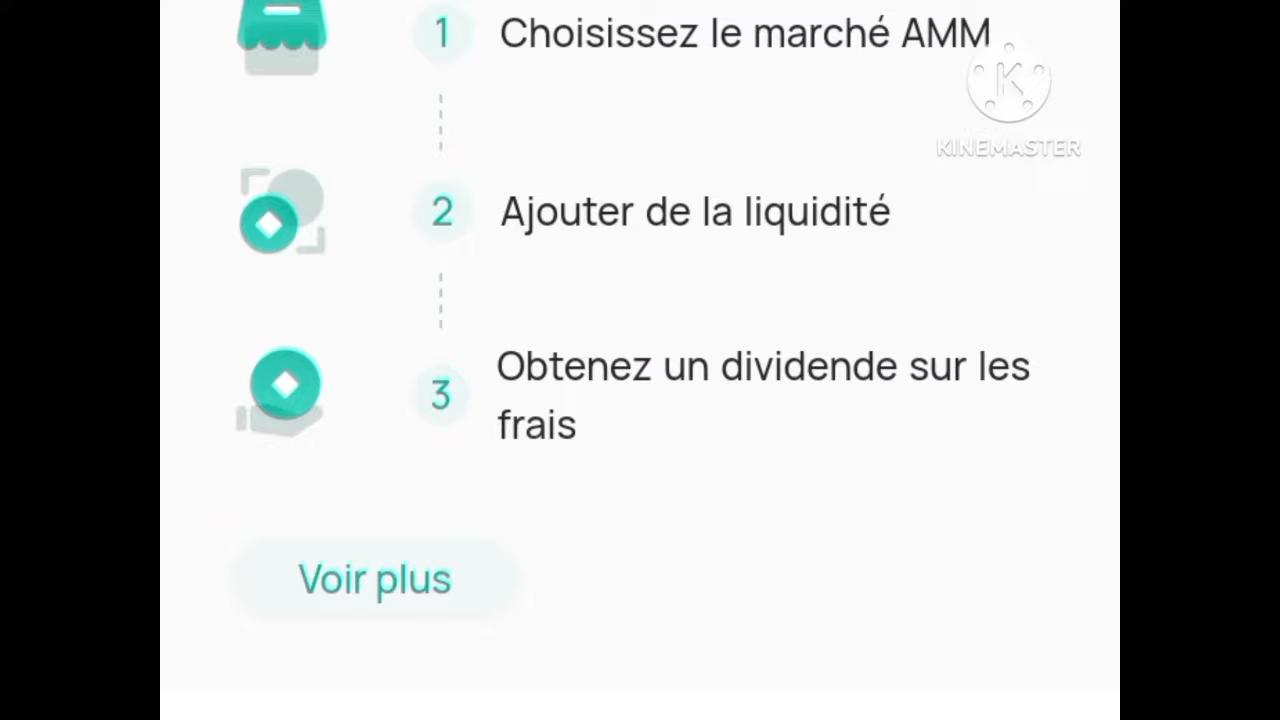 1 Choisissez le marché AMM
K
KINEMASTER
2 Ajouter de la liquidité
3 Obtenez un dividende sur les
frais
Voir plus